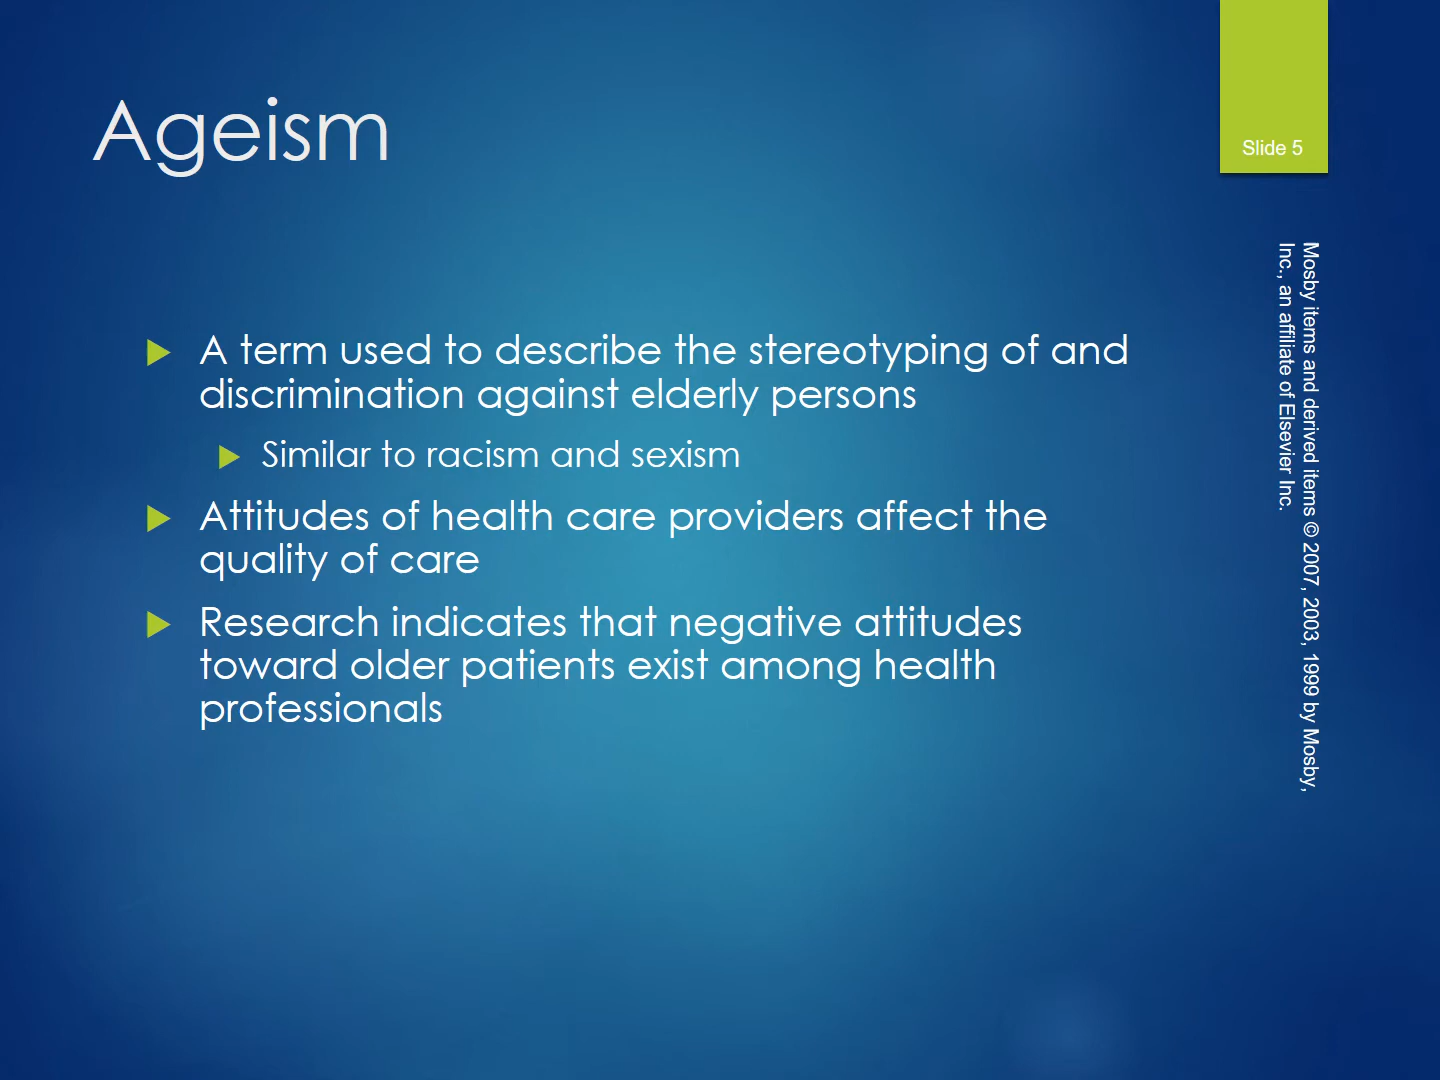 Ageism
Slide 5
A term used to describe the stereotyping of and
discrimination against elderly persons
Similar to racism and sexism
Attitudes of health care providers affect the
quality of care
Research indicates that negative attitudes
toward older patients exist among health
professionals
Mosby items and derived items © 2007, 2003, 1999 by Mosby,
Inc., an affiliate of Elsevier Inc.